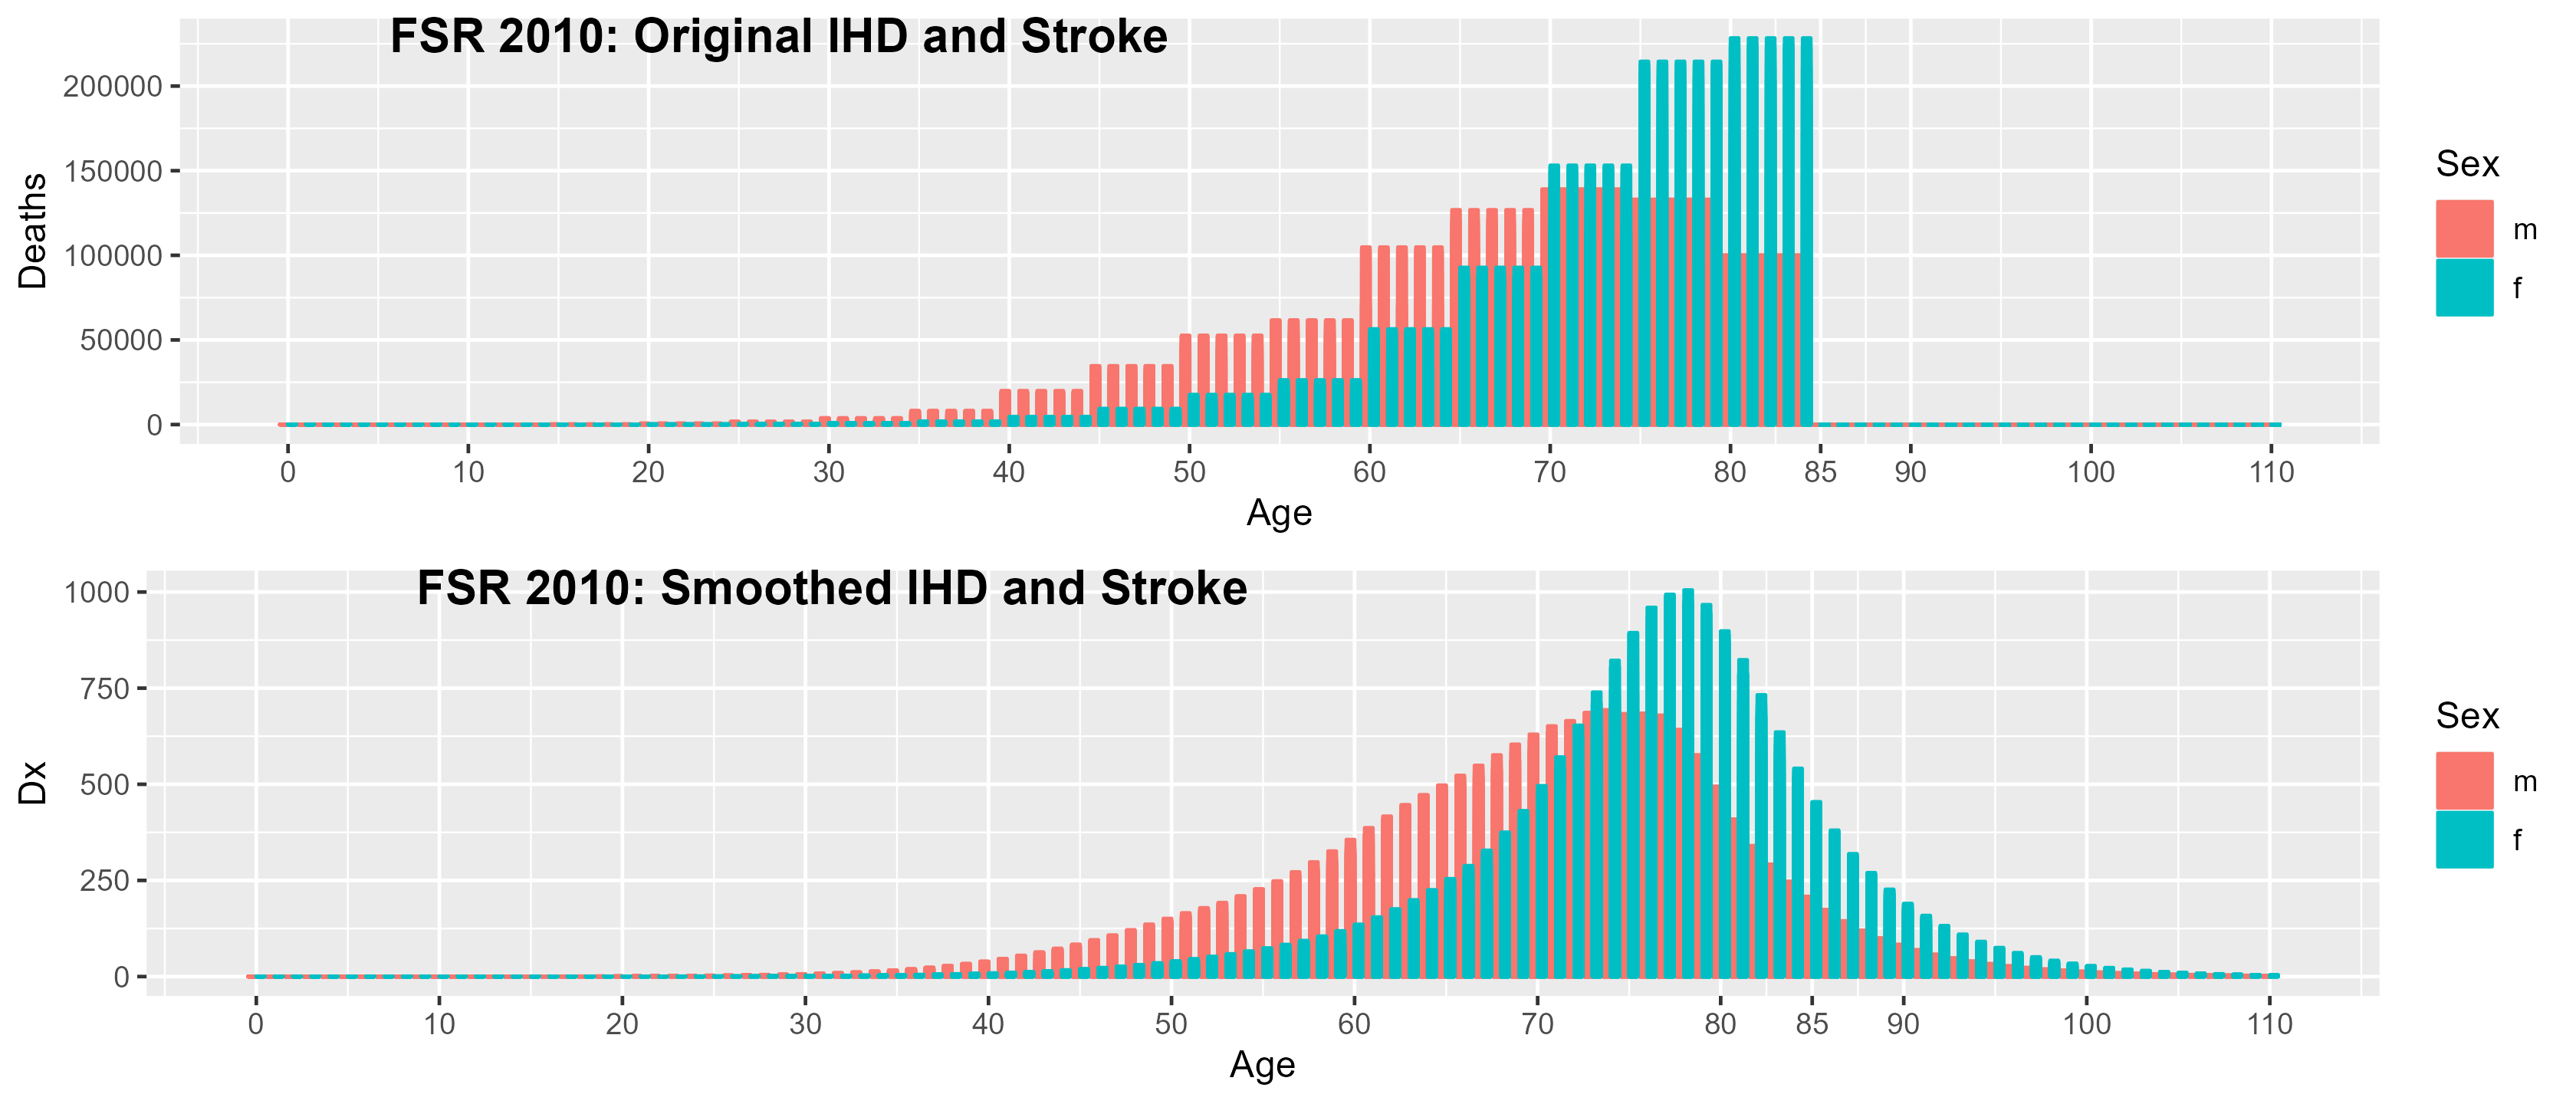 FSR 2010: Original IHD and Stroke
Deaths
200000
150000
100000
50000
0
0 10 20 30 40 50 60 70 80 85 90 100 110
Age
Sex
m
f
FSR 2010: Smoothed IHD and Stroke
Dx
1000
750
500
250
0
0 10 20 30 40 50 60 70 80 85 90 100 110
Age
Sex
m
f